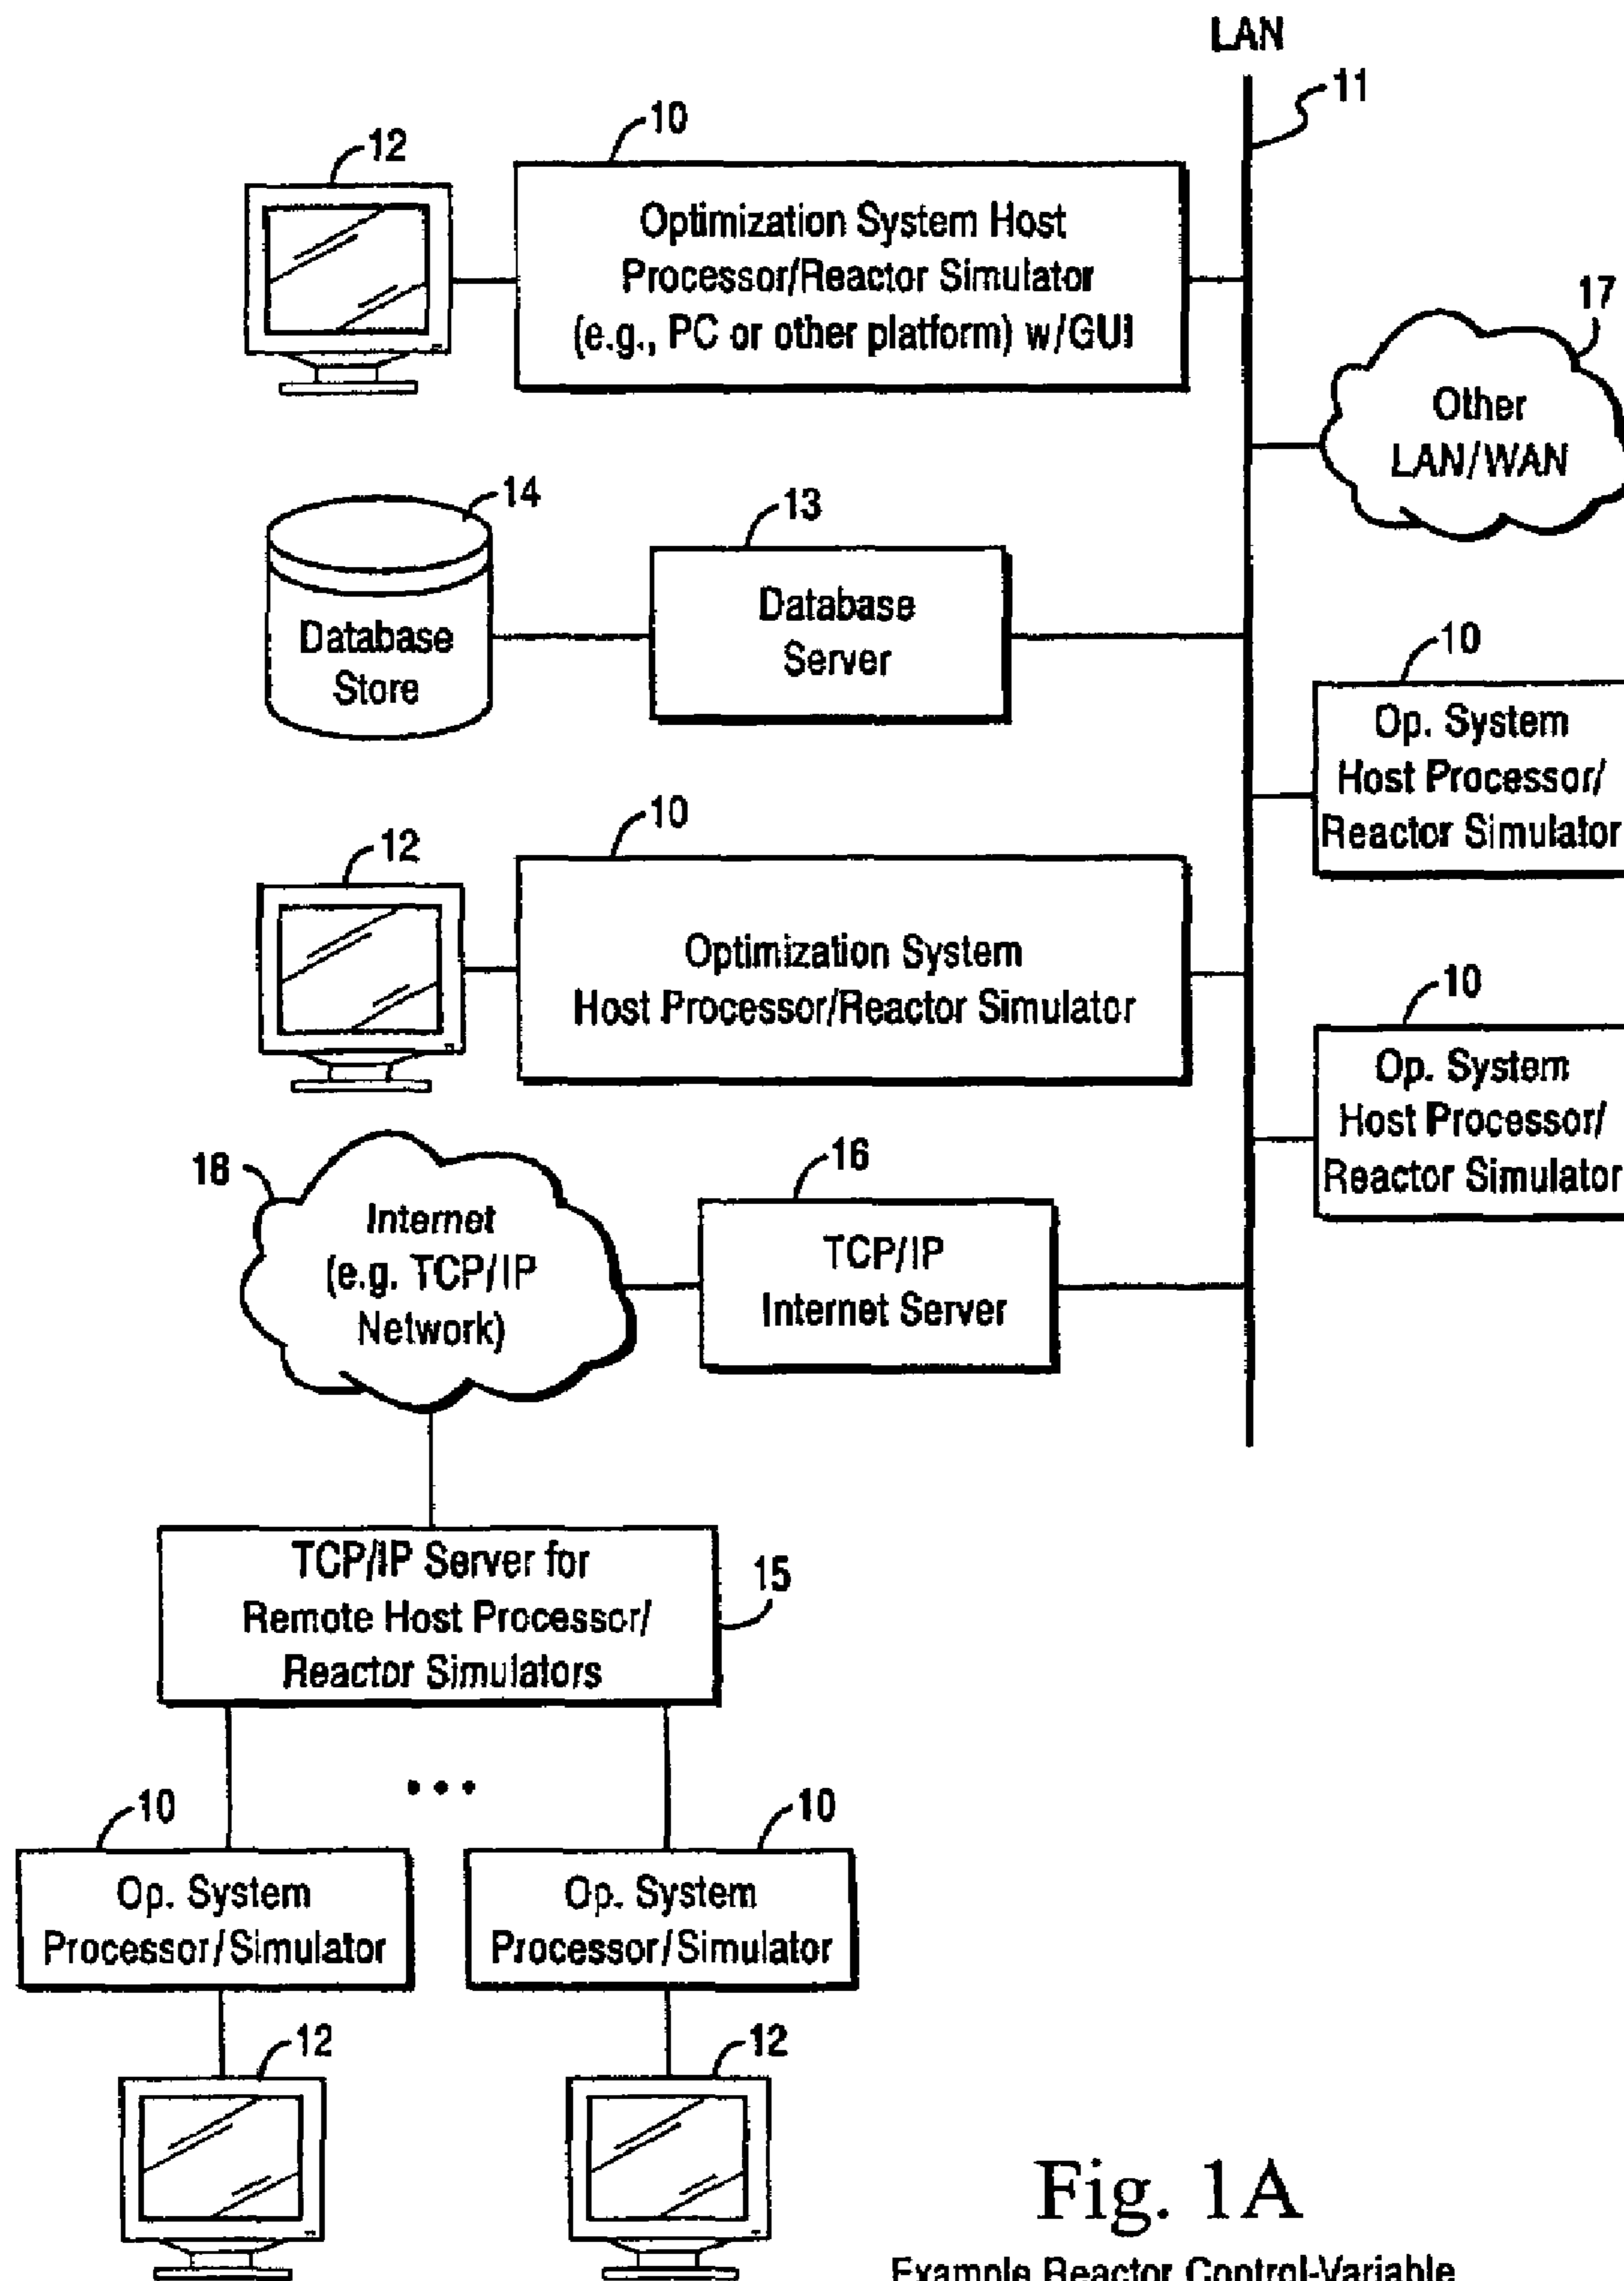 LAN
11
12
10
Optimization System Host
Processor/Reactor Simulator
(e.g., PC or other platform) w/GUI
17
Other
LAN/WAN
14
Database
Store
13
Database
Server
10
Op. System
Host Processor/
Reactor Simulator
12
10
Optimization System
Host Processor/Reactor Simulator
10
Op. System
Host Processor/
Reactor Simulator
18
Internet
(e.g. TCP/IP
Network)
16
TCP/IP
Internet Server
TCP/IP Server for
Remote Host Processor/
Reactor Simulators
15
...
10
Op. System
Processor/Simulator
10
Op. System
Processor/Simulator
12
12
Fig. 1A
Example Reactor Control-Variable